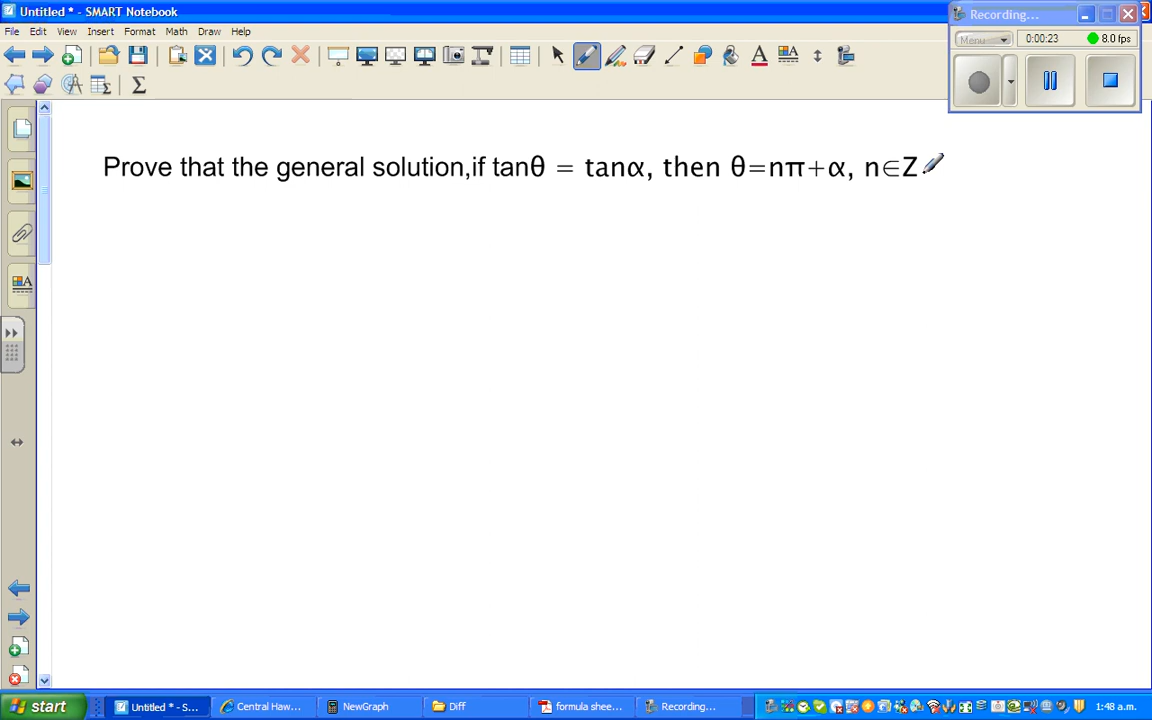 Untitled * - SMART Notebook
Recording...
File Edit View Insert Format Math Draw Help
Menu 0:00:23 8.0 fps
Prove that the general solution,if tanθ = tanα, then θ=nπ+α, n∈Z
start Untitled * - S... Central Haw... NewGraph Diff formula shee... Recording... 1:48 a.m.